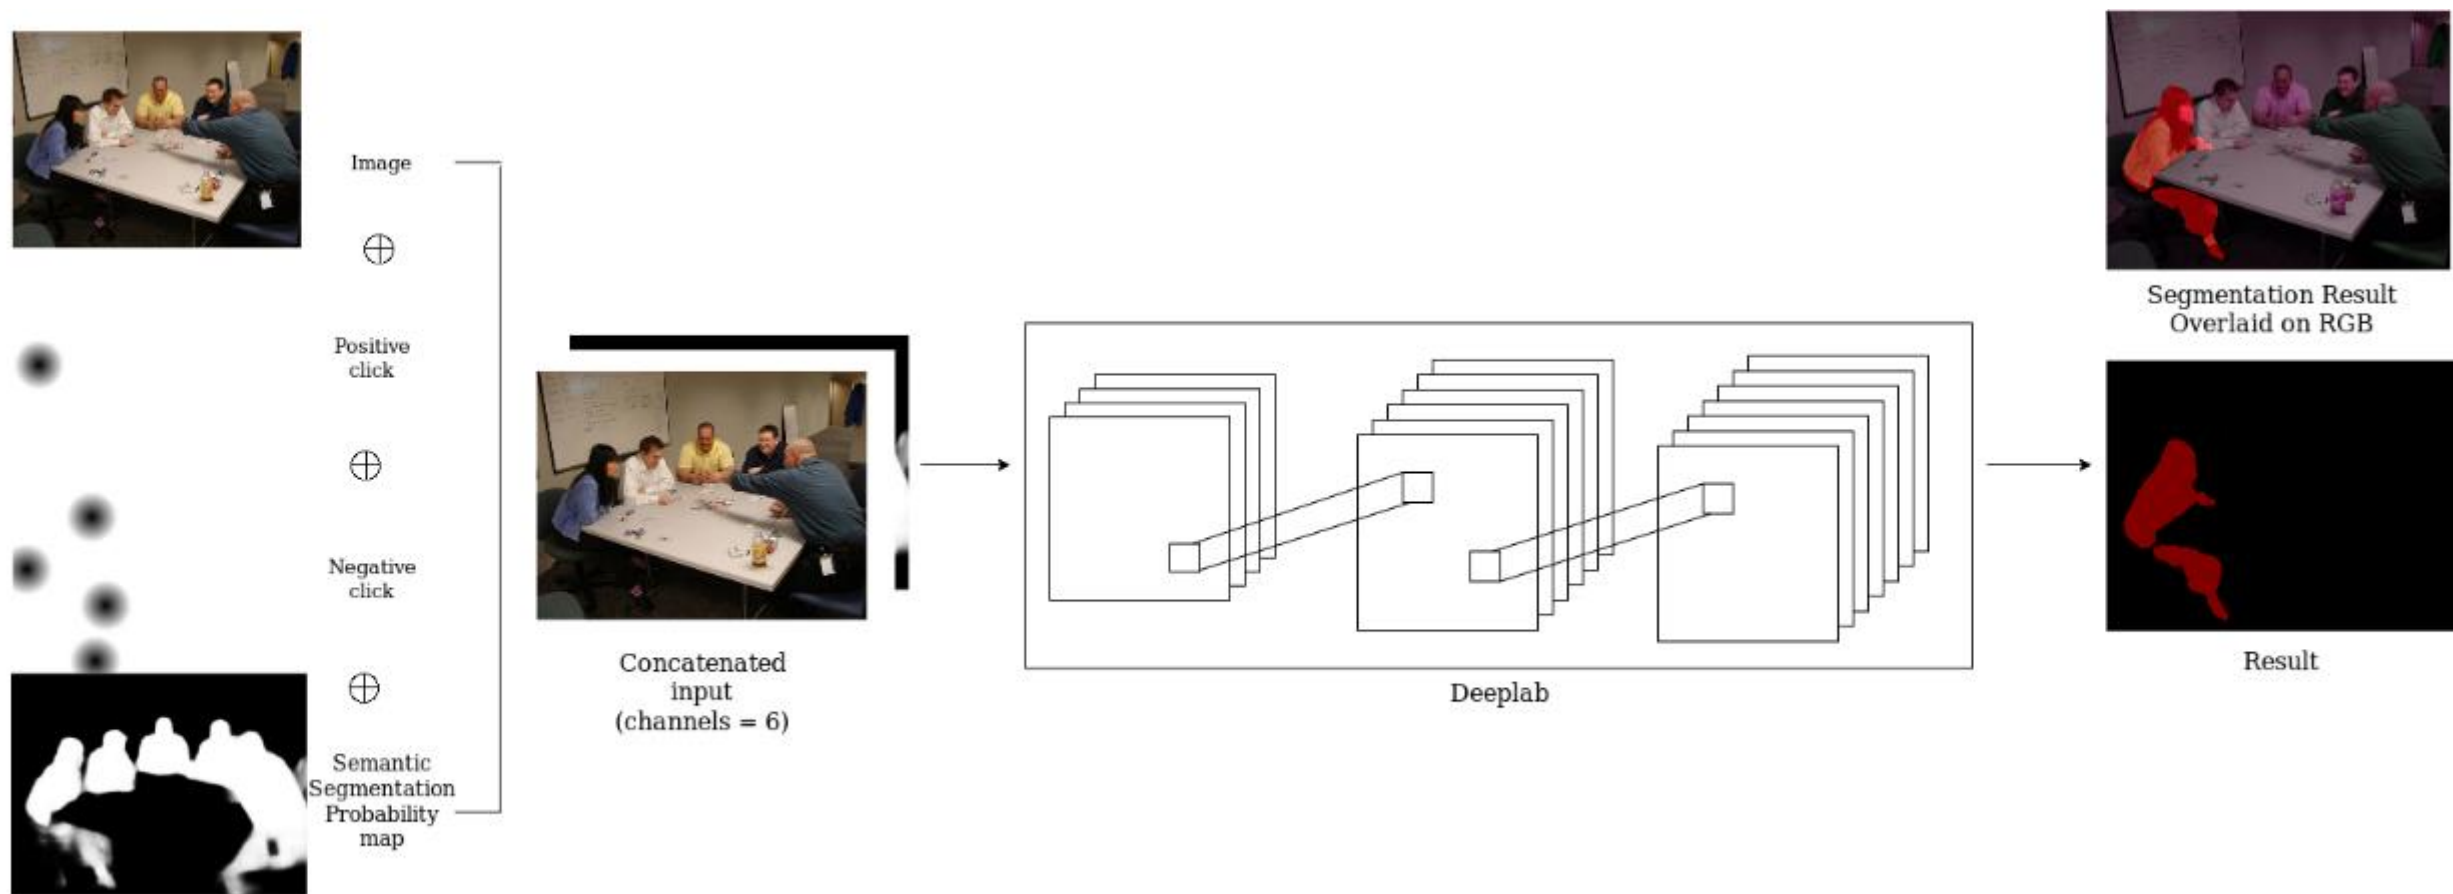 Image
Positive
click
Negative
click
Semantic
Segmentation
Probability
map
Concatenated
input
(channels = 6)
Deeplab
Segmentation Result
Overlaid on RGB
Result